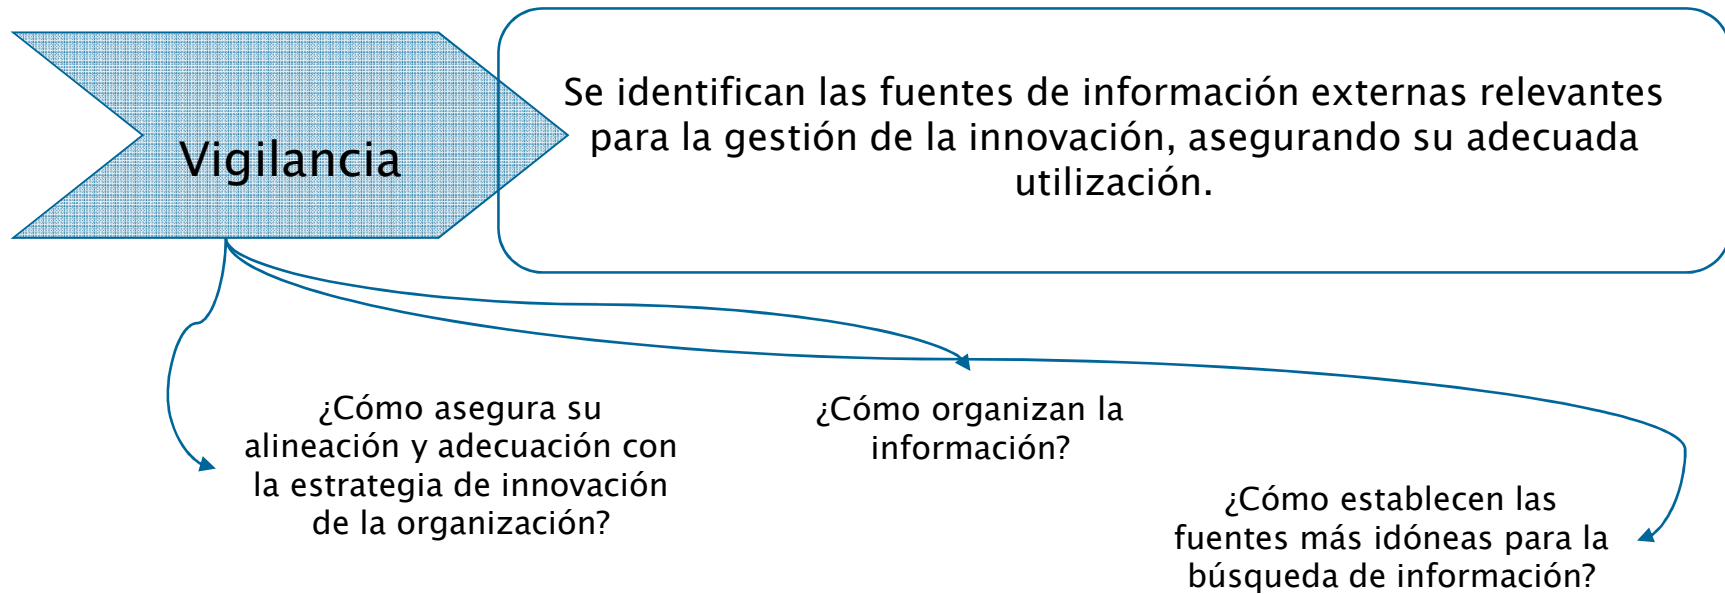 Vigilancia
Se identifican las fuentes de información externas relevantes
para la gestión de la innovación, asegurando su adecuada
utilización.
¿Cómo asegura su
alineación y adecuación con
la estrategia de innovación
de la organización?
¿Cómo organizan la
información?
¿Cómo establecen las
fuentes más idóneas para la
búsqueda de información?